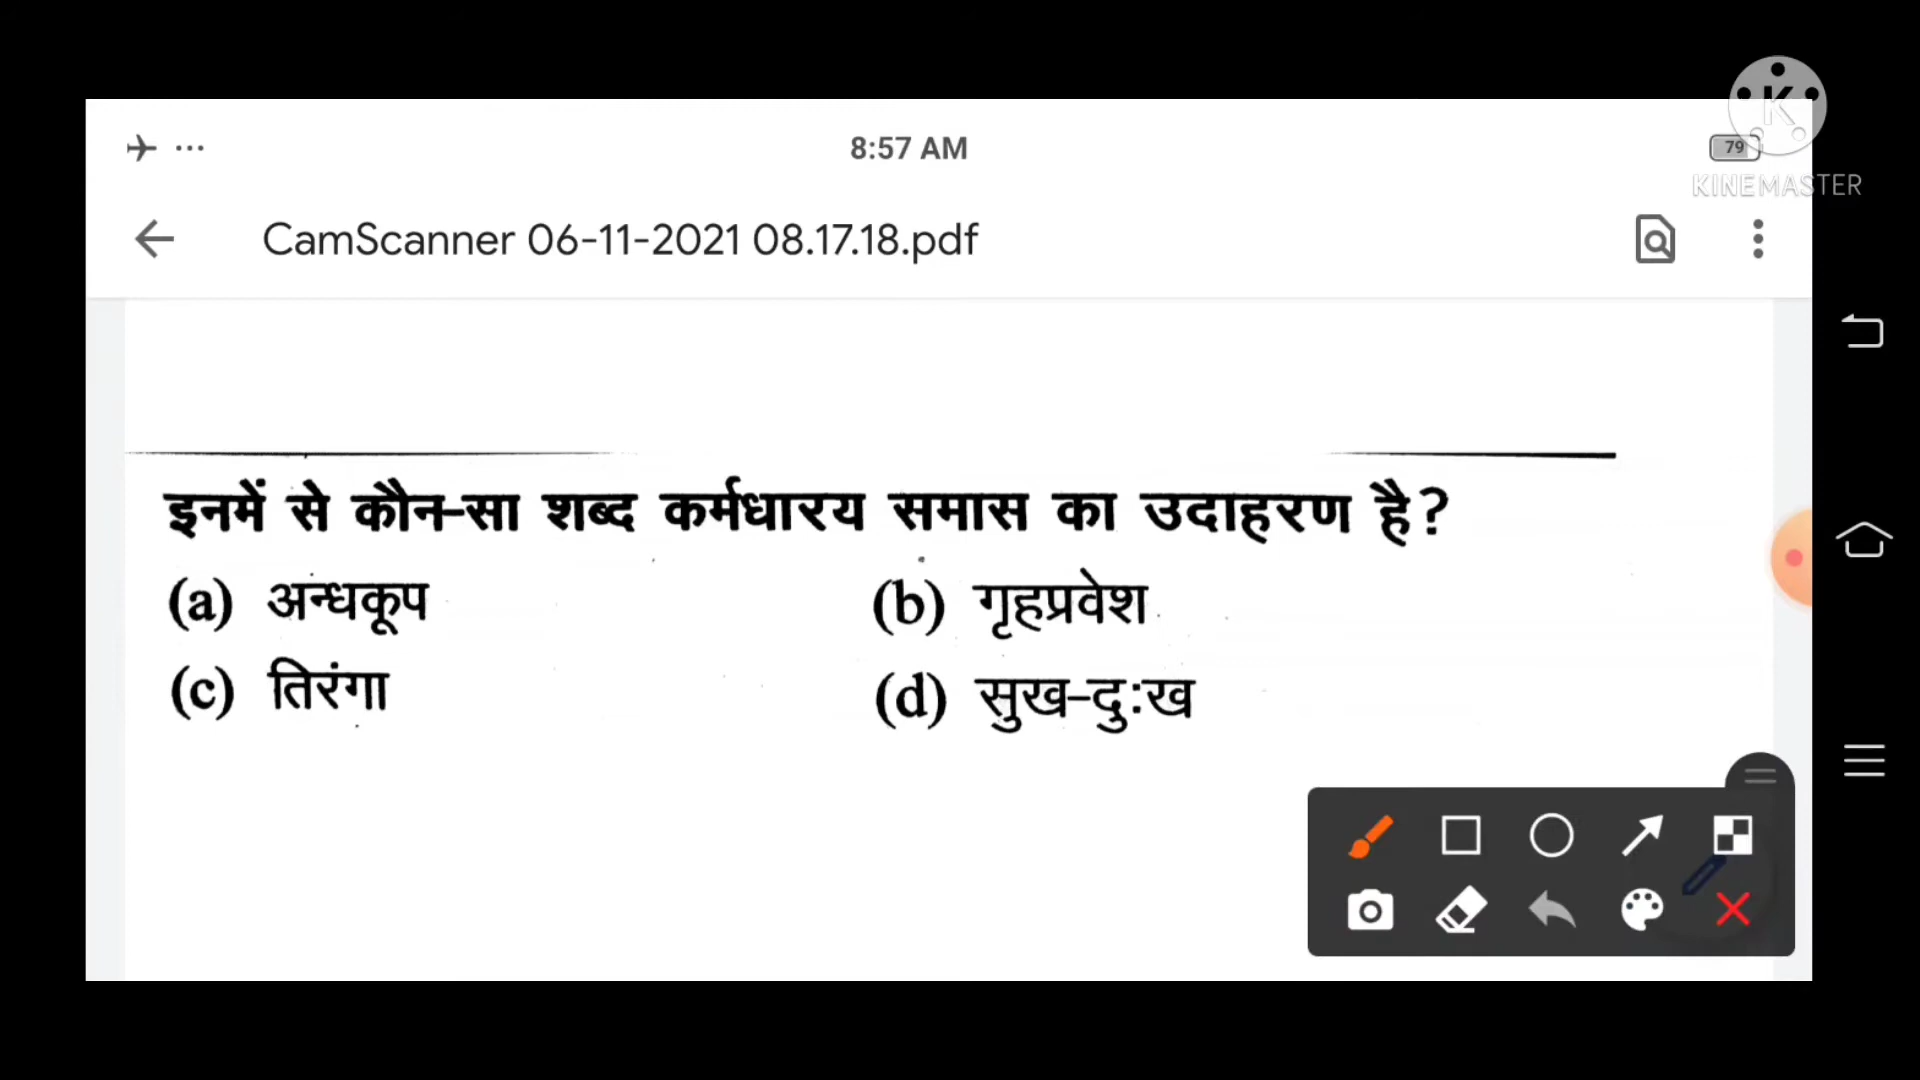 8:57 AM
79
K
KINEMASTER
CamScanner 06-11-2021 08.17.18.pdf
इनमें से कौन-सा शब्द कर्मधारय समास का उदाहरण है?
(a) अन्धकूप (b) गृहप्रवेश
(c) तिरंगा (d) सुख-दुःख